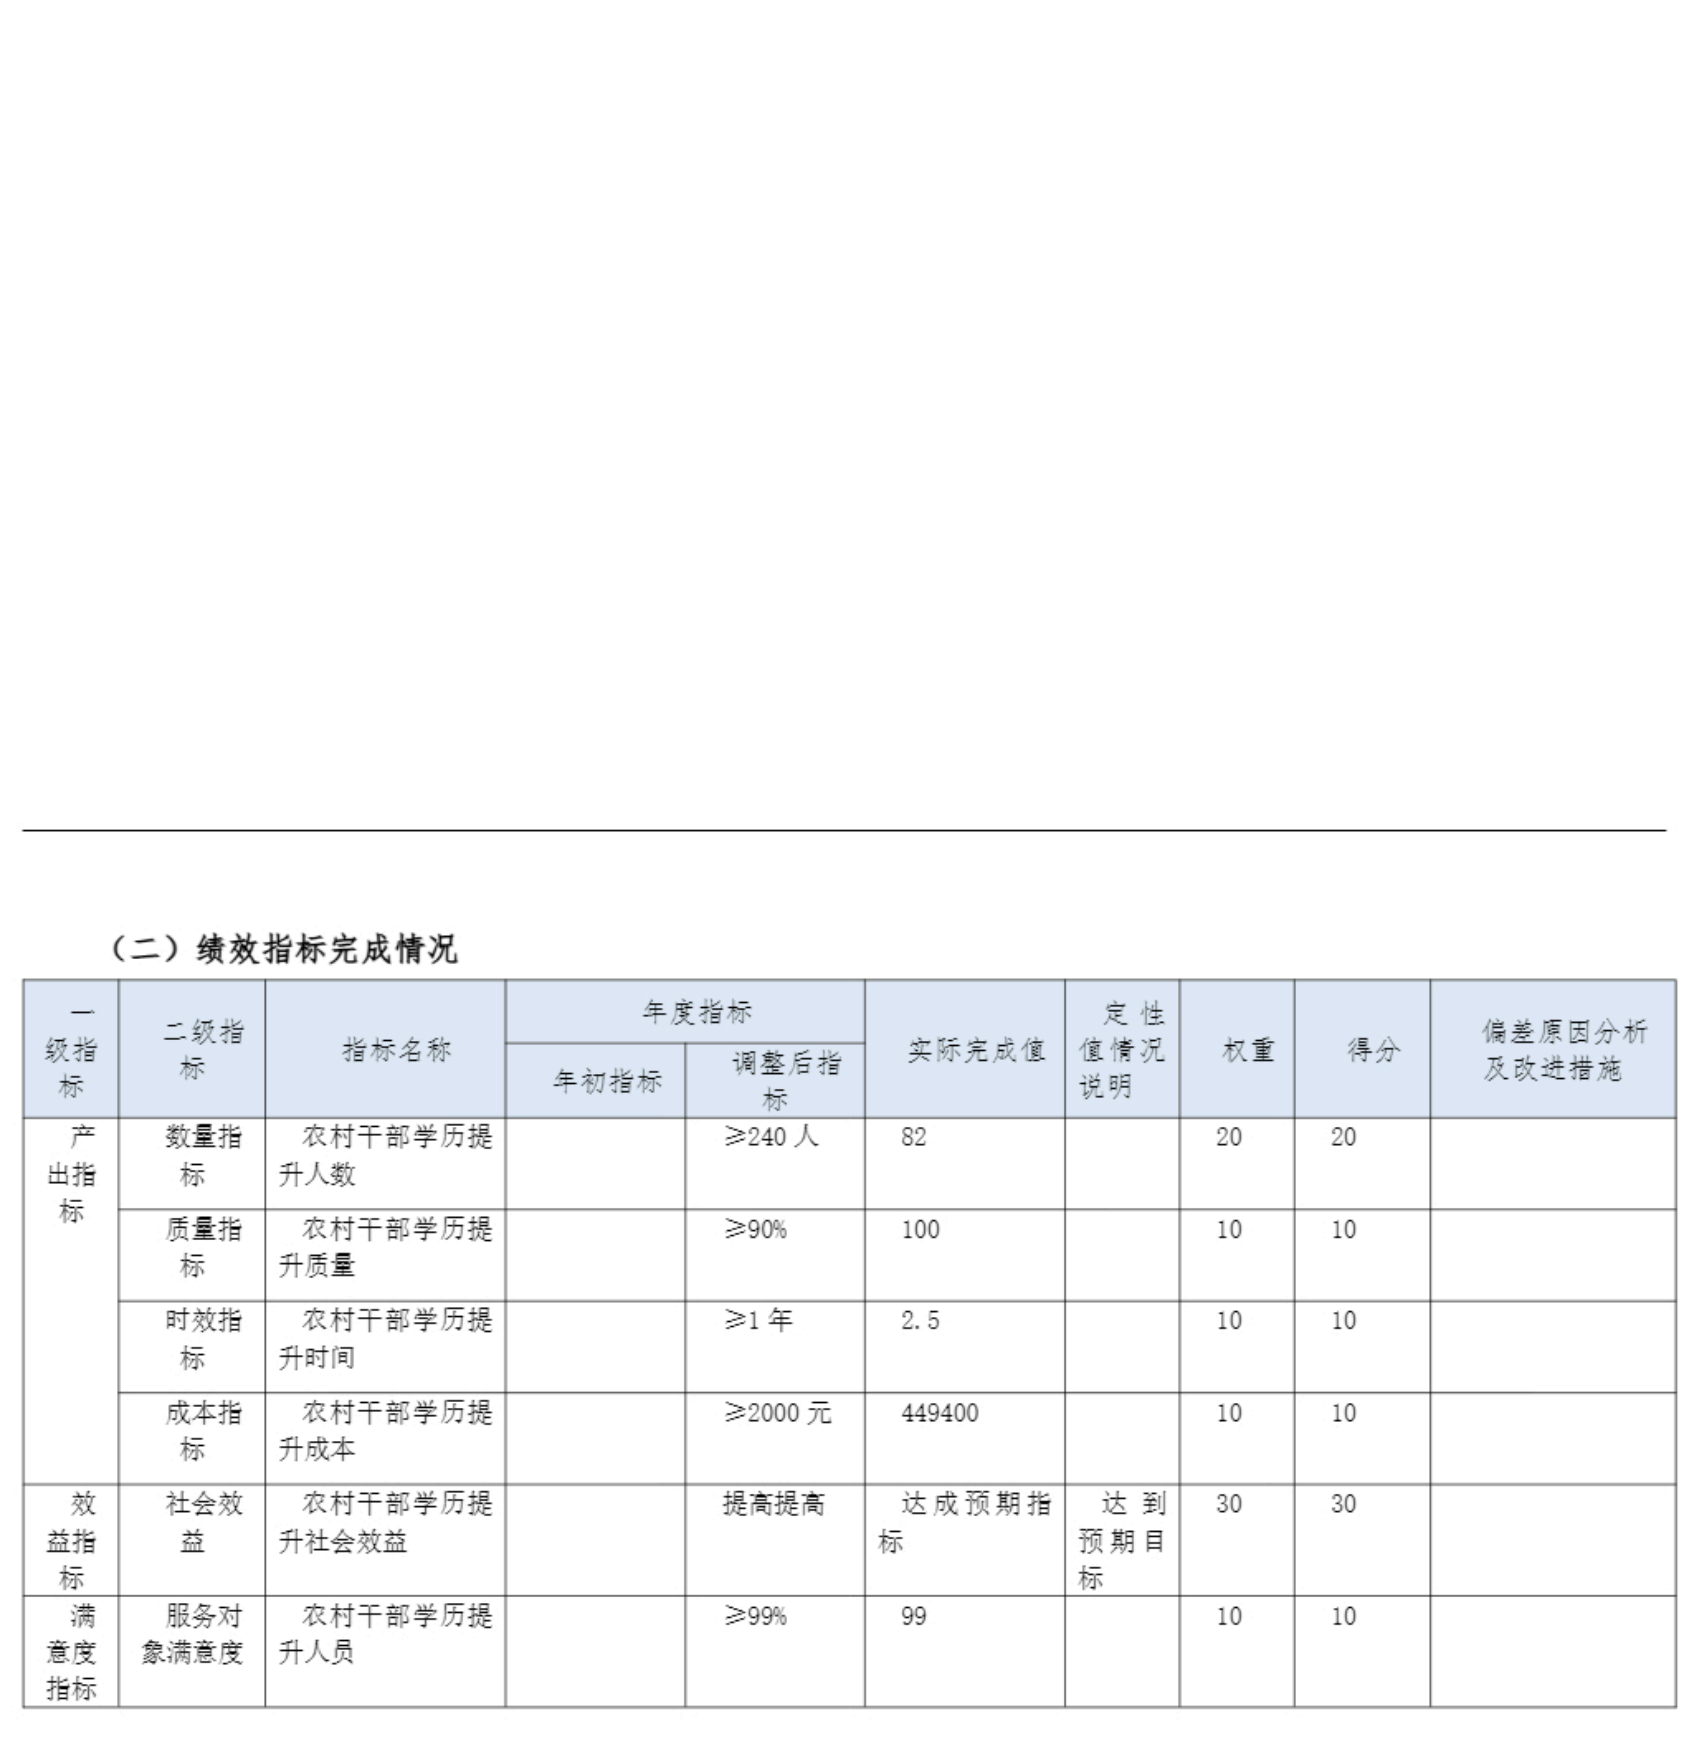 （二）绩效指标完成情况
一级指标 二级指标 指标名称 年度指标 实际完成值 定性值情况说明 权重 得分 偏差原因分析及改进措施
年初指标 调整后指标
产出指标 数量指标 农村干部学历提升人数 ≥240人 82 20 20
质量指标 农村干部学历提升质量 ≥90% 100 10 10
时效指标 农村干部学历提升时间 ≥1年 2.5 10 10
成本指标 农村干部学历提升成本 ≥2000元 449400 10 10
效益指标 社会效益 农村干部学历提升社会效益 提高提高 达成预期指标 达到预期目标 30 30
满意度指标 服务对象满意度 农村干部学历提升人员 ≥99% 99 10 10